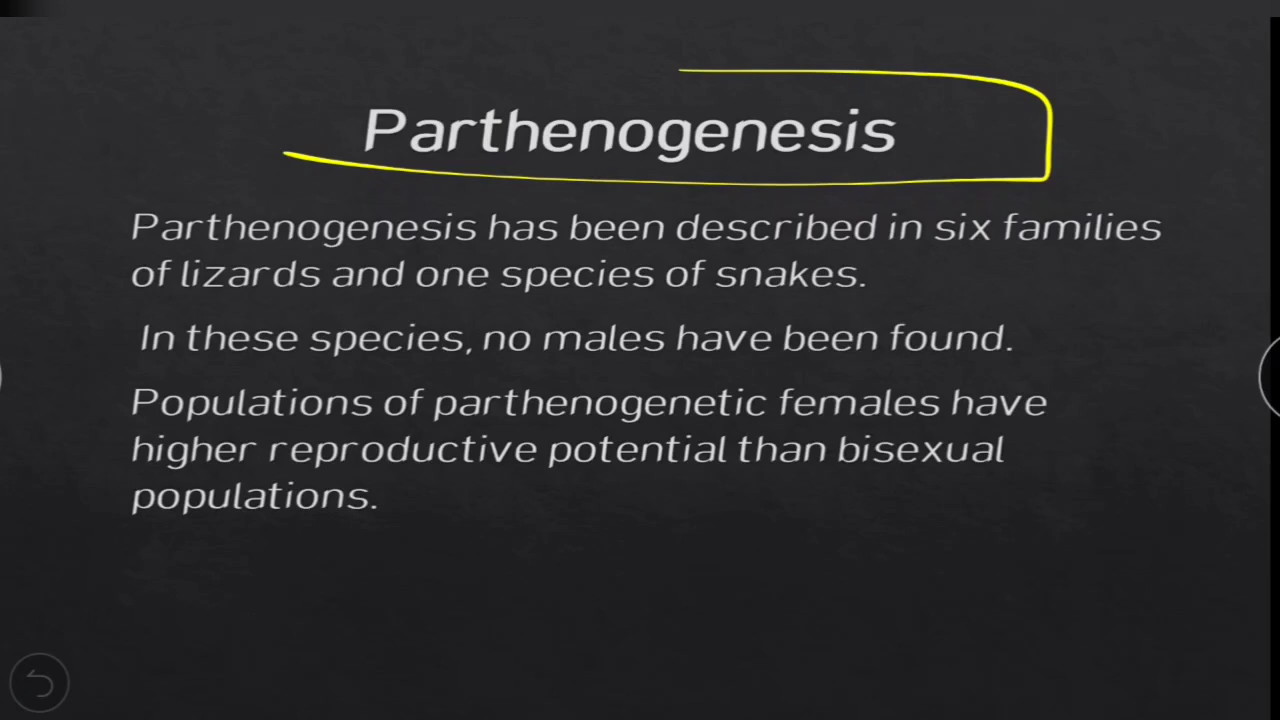 Parthenogenesis
Parthenogenesis has been described in six families
of lizards and one species of snakes.
In these species, no males have been found.
Populations of parthenogenetic females have
higher reproductive potential than bisexual
populations.